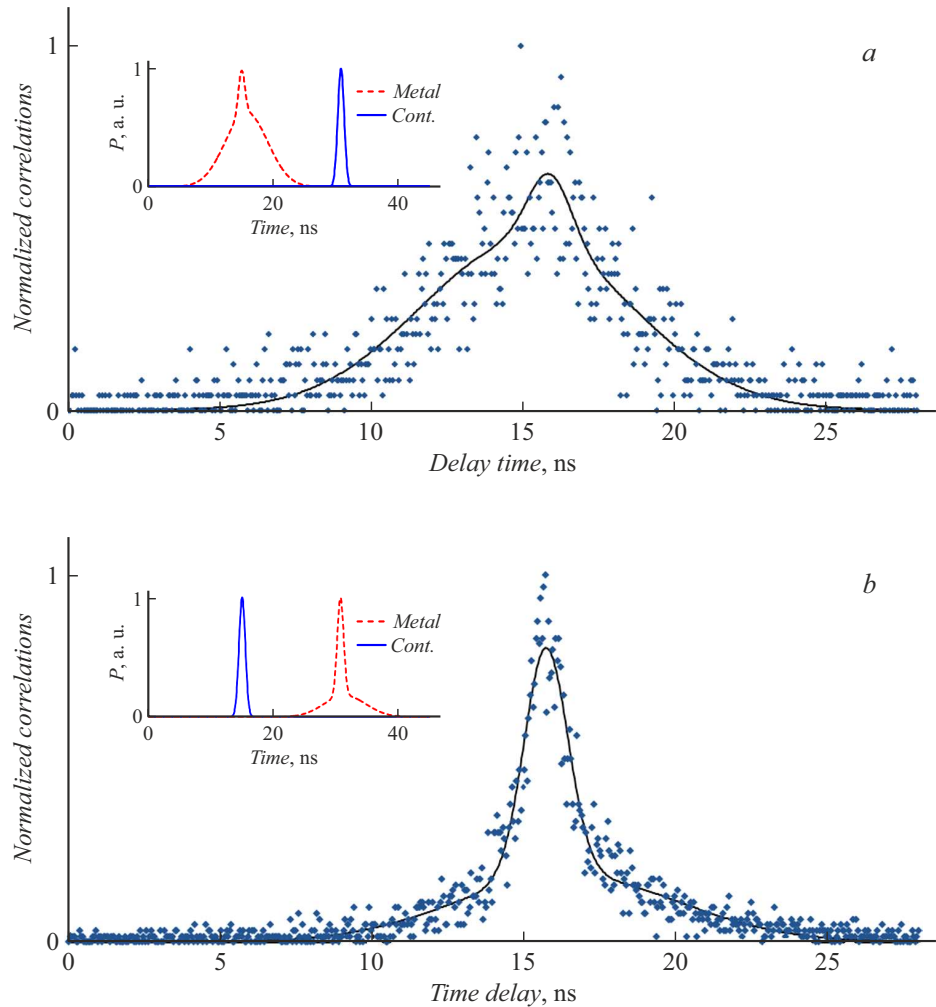 a
1
Normalized correlations
0
1
P, a. u.
0
Metal
Cont.
0 20 40
Time, ns
0 5 10 15 20 25
Delay time, ns
b
1
Normalized correlations
0
1
P, a. u.
0
Metal
Cont.
0 20 40
Time, ns
0 5 10 15 20 25
Time delay, ns